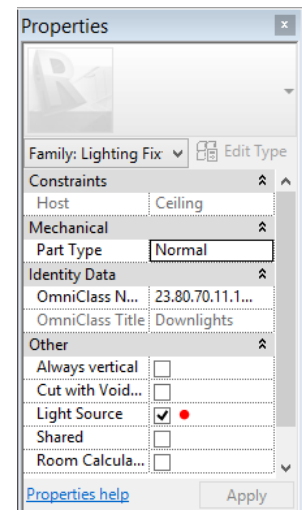 Properties
x
Family: Lighting Fix Edit Type
Constraints
Host Ceiling
Mechanical
Part Type Normal
Identity Data
OmniClass N... 23.80.70.11.1...
OmniClass Title Downlights
Other
Always vertical
Cut with Void...
Light Source
Shared
Room Calcula...
Properties help Apply